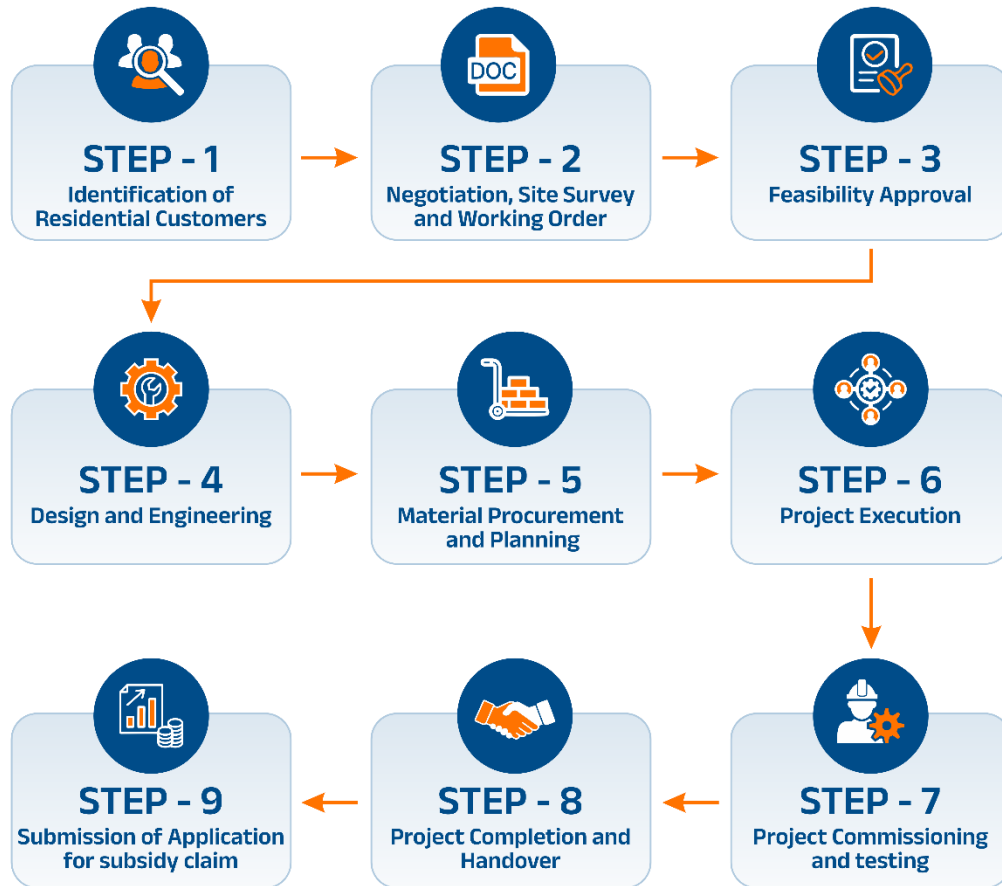 DOC
STEP - 1
Identification of
Residential Customers
STEP - 2
Negotiation, Site Survey
and Working Order
STEP - 3
Feasibility Approval
STEP - 4
Design and Engineering
STEP - 5
Material Procurement
and Planning
STEP - 6
Project Execution
STEP - 7
Project Commissioning
and testing
STEP - 8
Project Completion and
Handover
STEP - 9
Submission of Application
for subsidy claim